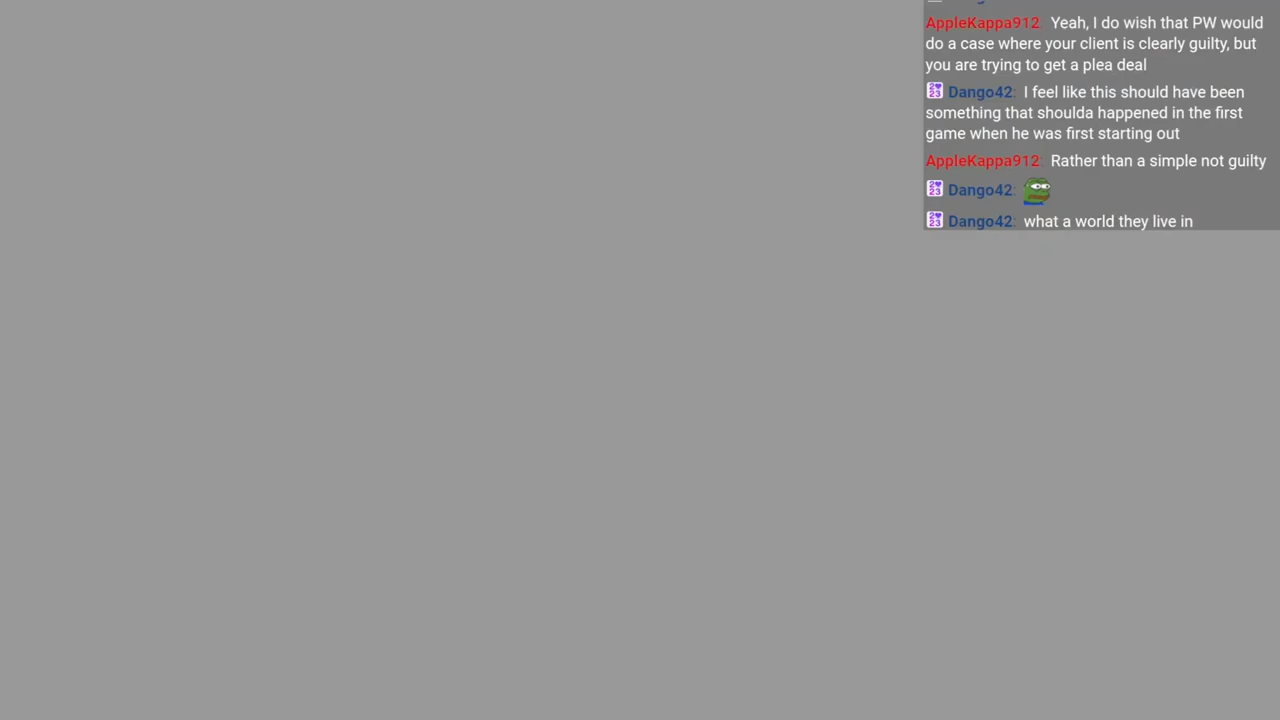 AppleKappa912: Yeah, I do wish that PW would
do a case where your client is clearly guilty, but
you are trying to get a plea deal
Dango42: I feel like this should have been
something that shoulda happened in the first
game when he was first starting out
AppleKappa912: Rather than a simple not guilty
Dango42:
Dango42: what a world they live in